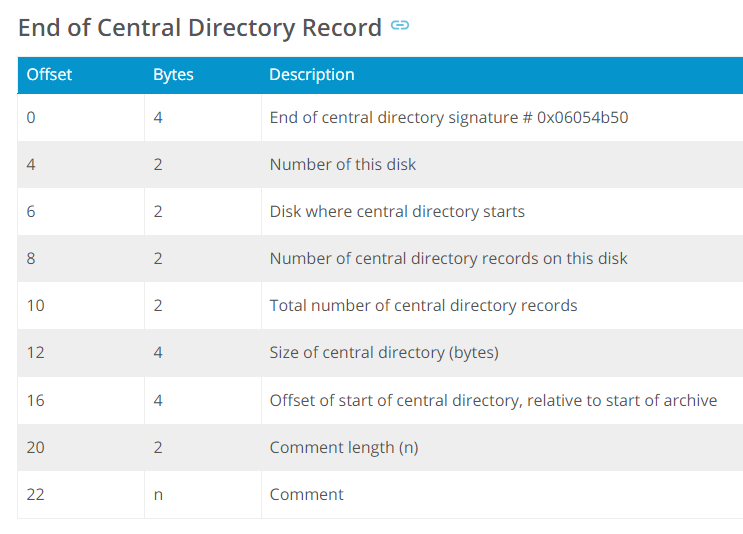 End of Central Directory Record
Offset Bytes Description
0 4 End of central directory signature # 0x06054b50
4 2 Number of this disk
6 2 Disk where central directory starts
8 2 Number of central directory records on this disk
10 2 Total number of central directory records
12 4 Size of central directory (bytes)
16 4 Offset of start of central directory, relative to start of archive
20 2 Comment length (n)
22 n Comment